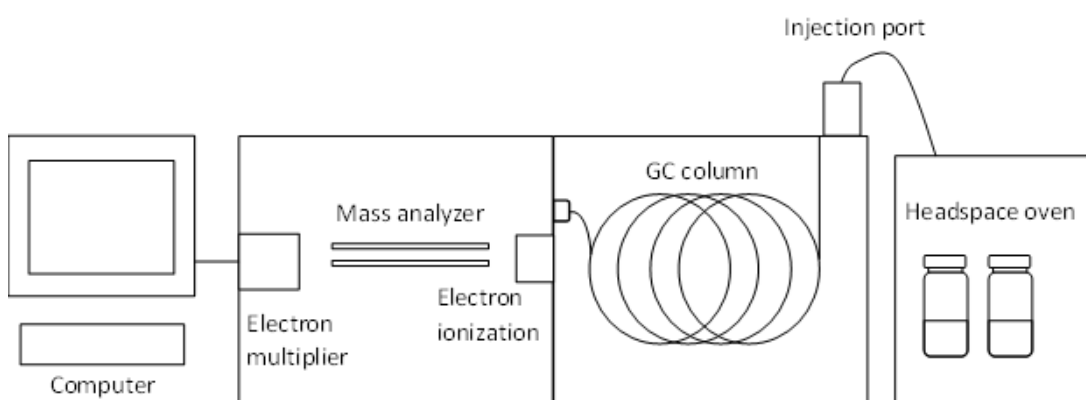 Injection port
GC column
Mass analyzer
Headspace oven
Electron
ionization
Electron
multiplier
Computer